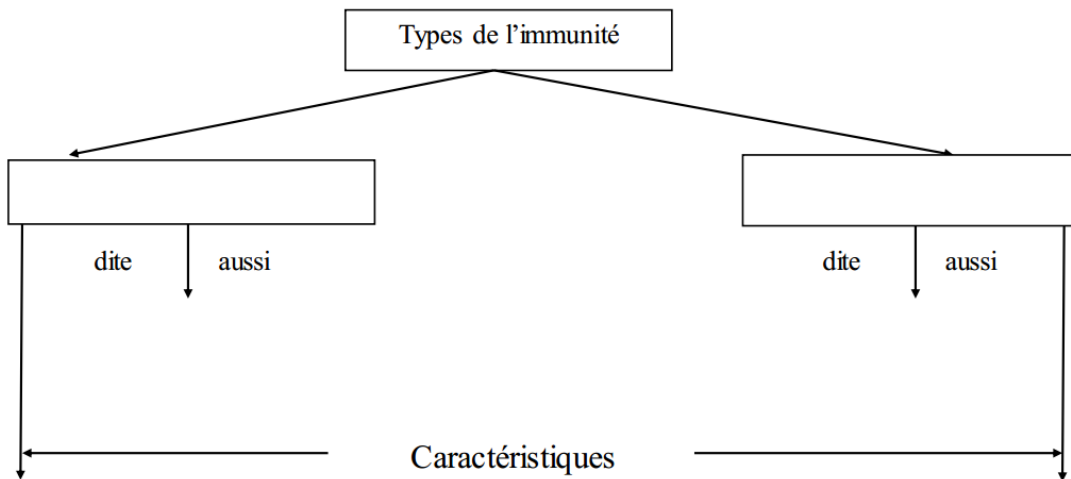 Types de l'immunité
dite aussi
dite aussi
Caractéristiques